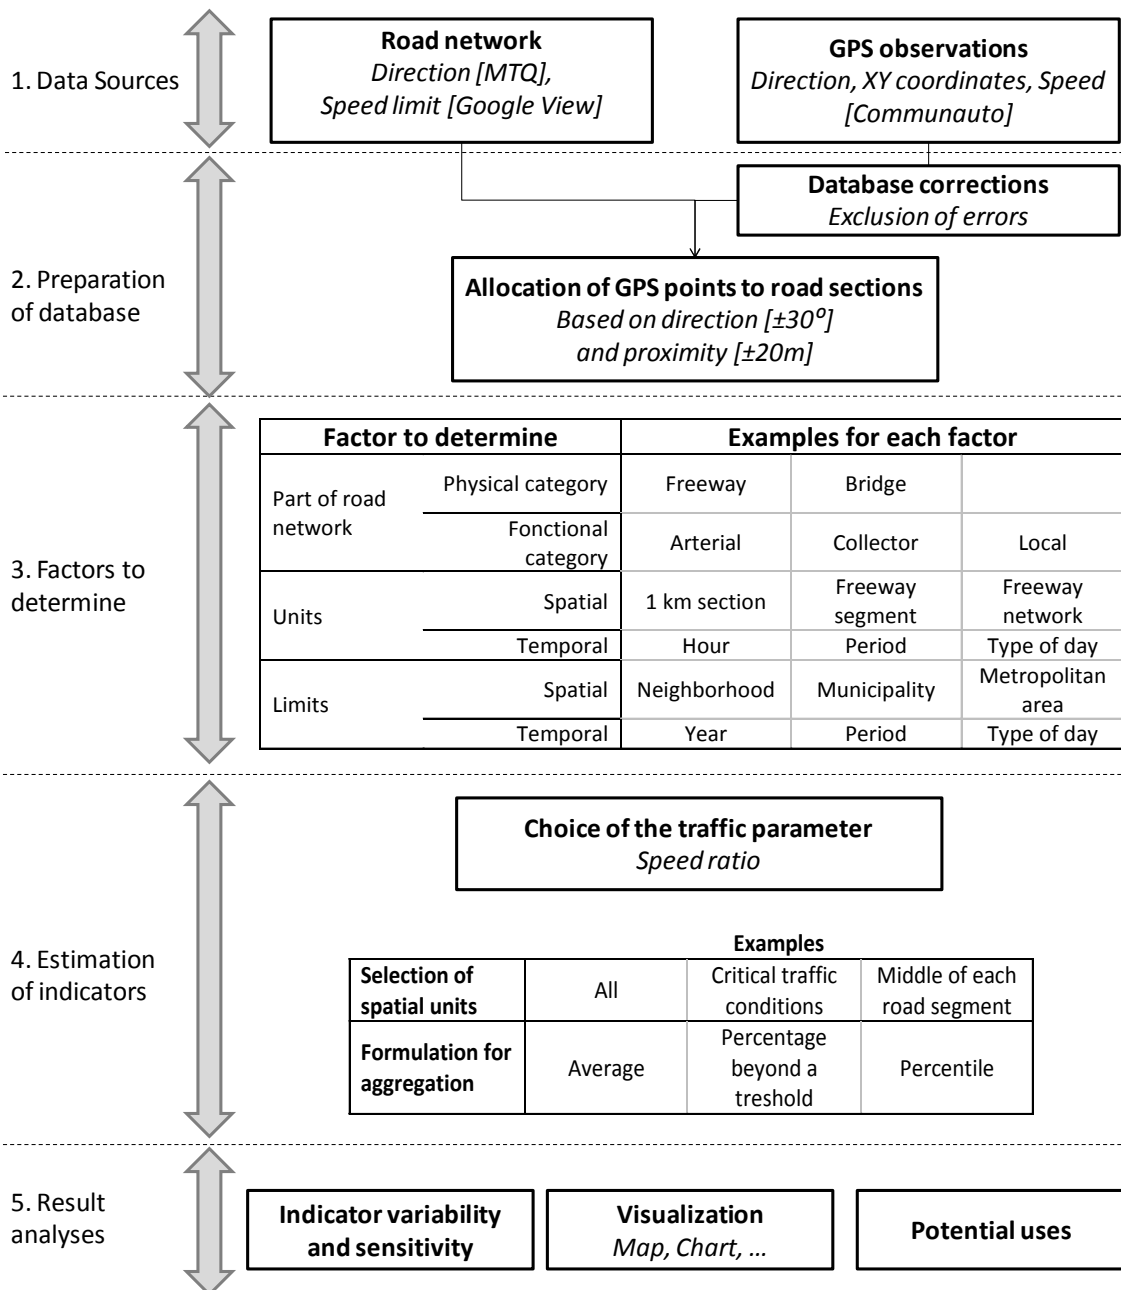 1. Data Sources
Road network
Direction [MTQ],
Speed limit [Google View]
GPS observations
Direction, XY coordinates, Speed
[Communauto]
2. Preparation
of database
Database corrections
Exclusion of errors
Allocation of GPS points to road sections
Based on direction [±30⁰]
and proximity [±20m]
3. Factors to
determine
Factor to determine
Examples for each factor
Part of road
network
Physical category
Freeway
Bridge
Fonctional
category
Arterial
Collector
Local
Units
Spatial
1 km section
Freeway
segment
Freeway
network
Temporal
Hour
Period
Type of day
Limits
Spatial
Neighborhood
Municipality
Metropolitan
area
Temporal
Year
Period
Type of day
4. Estimation
of indicators
Choice of the traffic parameter
Speed ratio
Examples
Selection of
spatial units
All
Critical traffic
conditions
Middle of each
road segment
Formulation for
aggregation
Average
Percentage
beyond a
treshold
Percentile
5. Result
analyses
Indicator variability
and sensitivity
Visualization
Map, Chart, ...
Potential uses